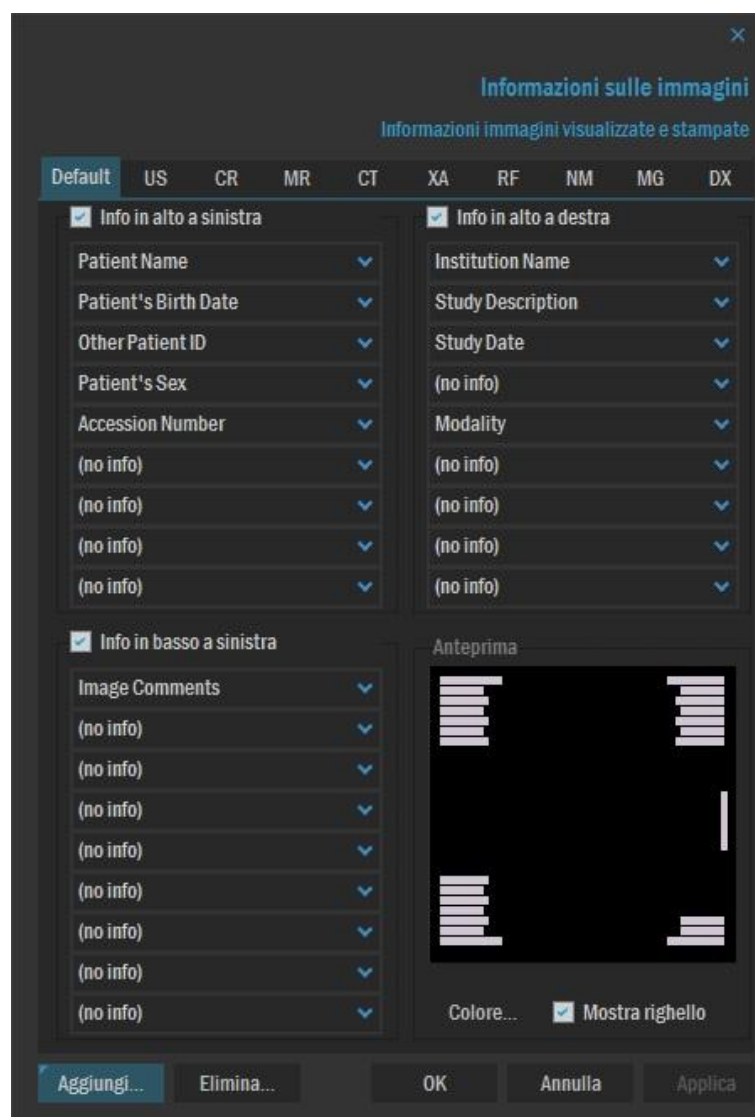 Informazioni sulle immagini
Informazioni immagini visualizzate e stampate
Default US CR MR CT XA RF NM MG DX
Info in alto a sinistra
Patient Name
Patient's Birth Date
Other Patient ID
Patient's Sex
Accession Number
(no info)
(no info)
(no info)
(no info)
Info in alto a destra
Institution Name
Study Description
Study Date
(no info)
Modality
(no info)
(no info)
(no info)
(no info)
Info in basso a sinistra
Image Comments
(no info)
(no info)
(no info)
(no info)
(no info)
(no info)
(no info)
(no info)
Anteprima
Colore... Mostra righello
Aggiungi... Elimina... OK Annulla Applica